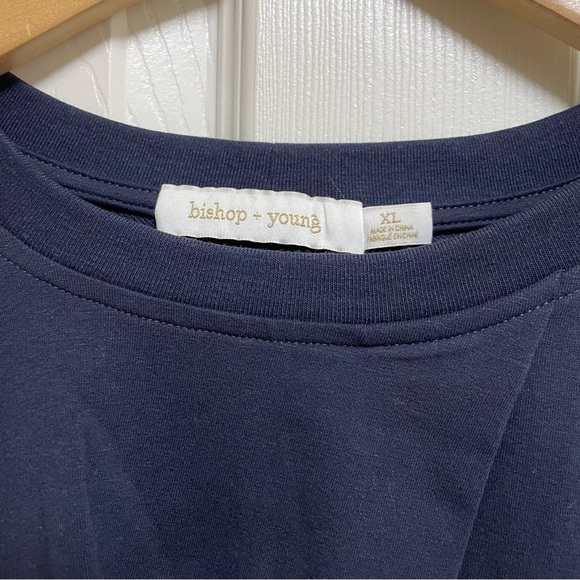 bishop + young
XL
MADE IN CHINA
FABRIQUÉ EN CHINE